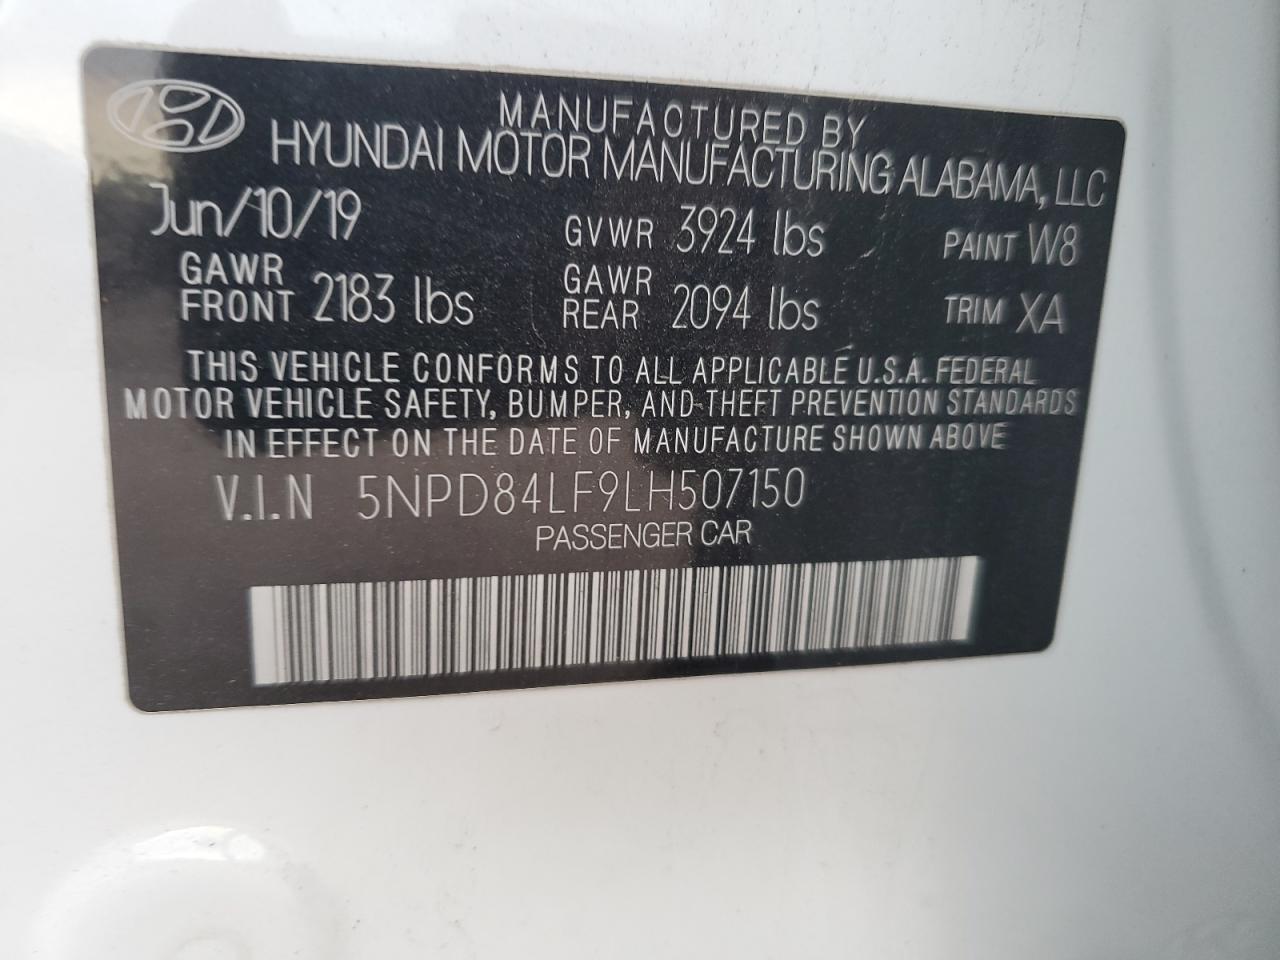 MANUFACTURED BY
HYUNDAI MOTOR MANUFACTURING ALABAMA, LLC
Jun/10/19 GVWR 3924 lbs PAINT W8
GAWR FRONT 2183 lbs GAWR REAR 2094 lbs TRIM XA
THIS VEHICLE CONFORMS TO ALL APPLICABLE U.S.A. FEDERAL
MOTOR VEHICLE SAFETY, BUMPER, AND THEFT PREVENTION STANDARDS
IN EFFECT ON THE DATE OF MANUFACTURE SHOWN ABOVE
V.I.N 5NPD84LF9LH507150
PASSENGER CAR